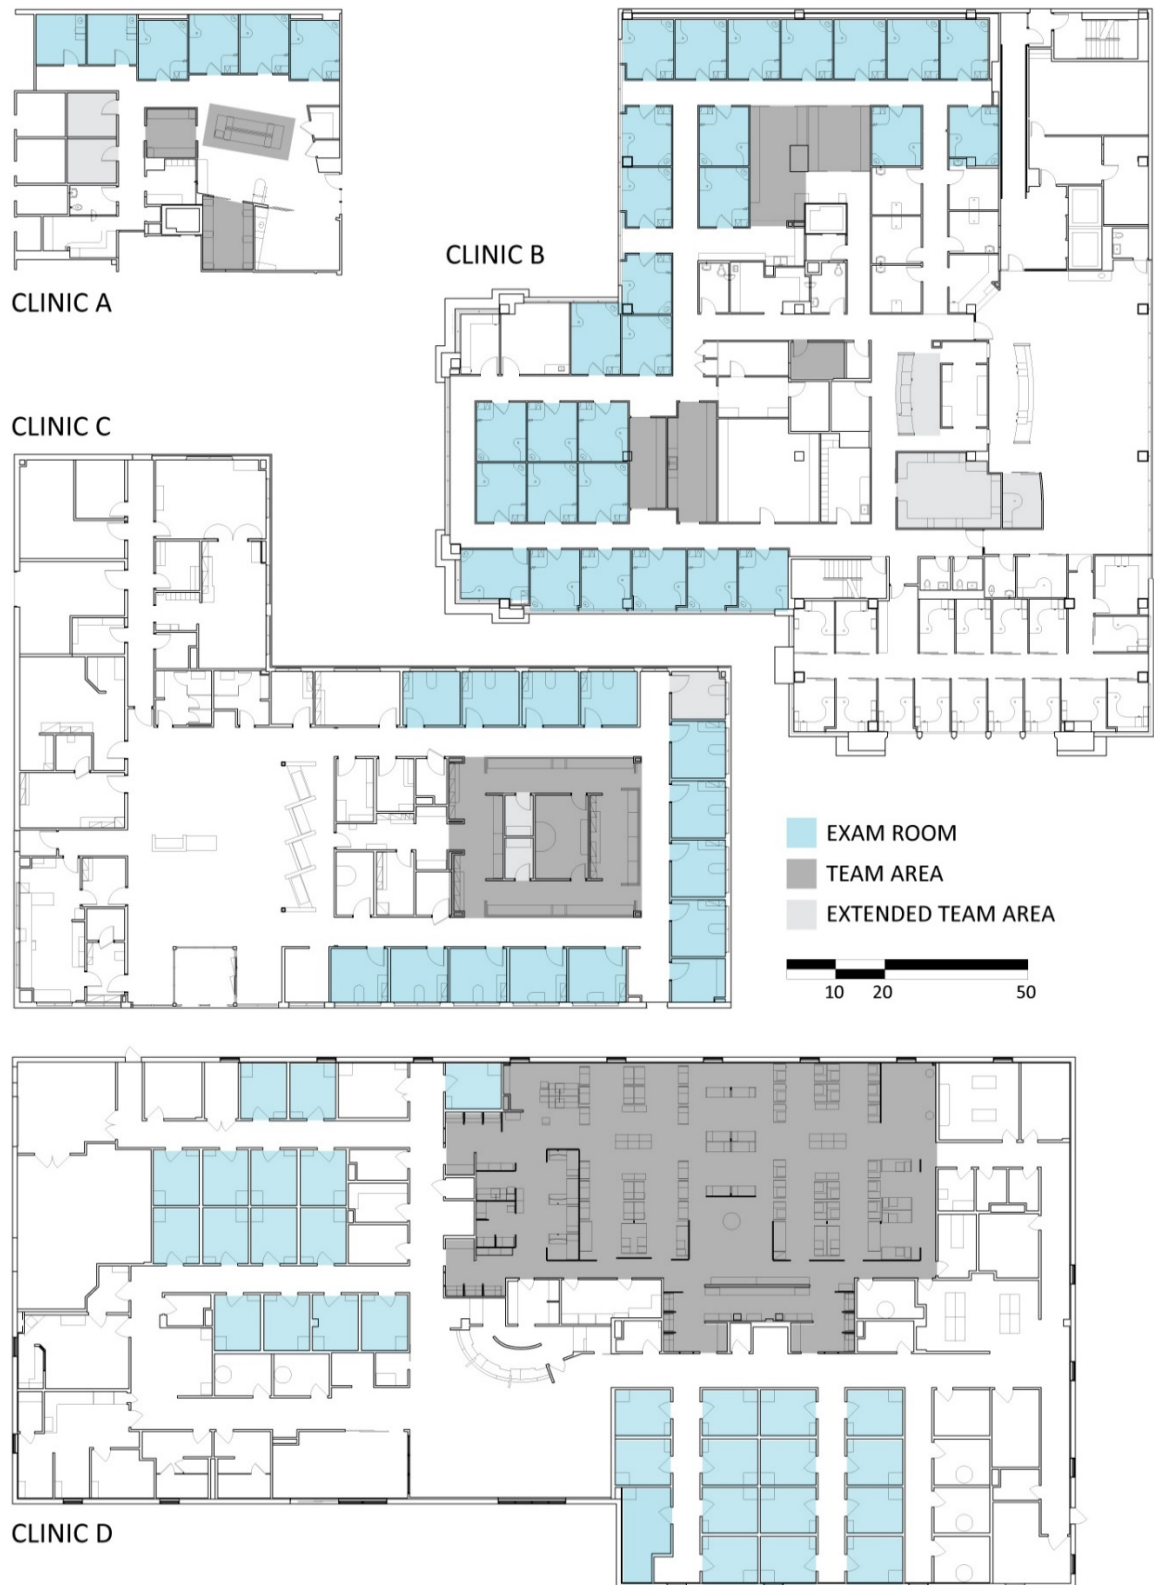 CLINIC A
CLINIC B
CLINIC C
EXAM ROOM
TEAM AREA
EXTENDED TEAM AREA
10 20 50
CLINIC D